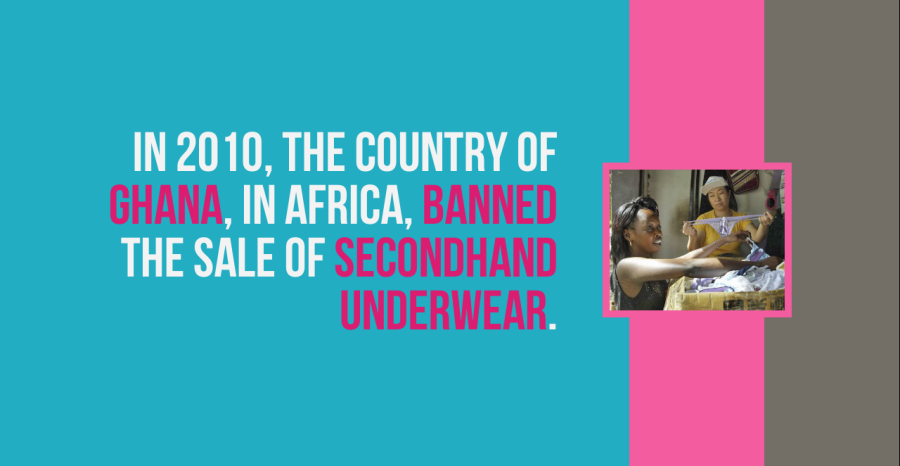 IN 2010, THE COUNTRY OF
GHANA, IN AFRICA, BANNED
THE SALE OF SECONDHAND
UNDERWEAR.